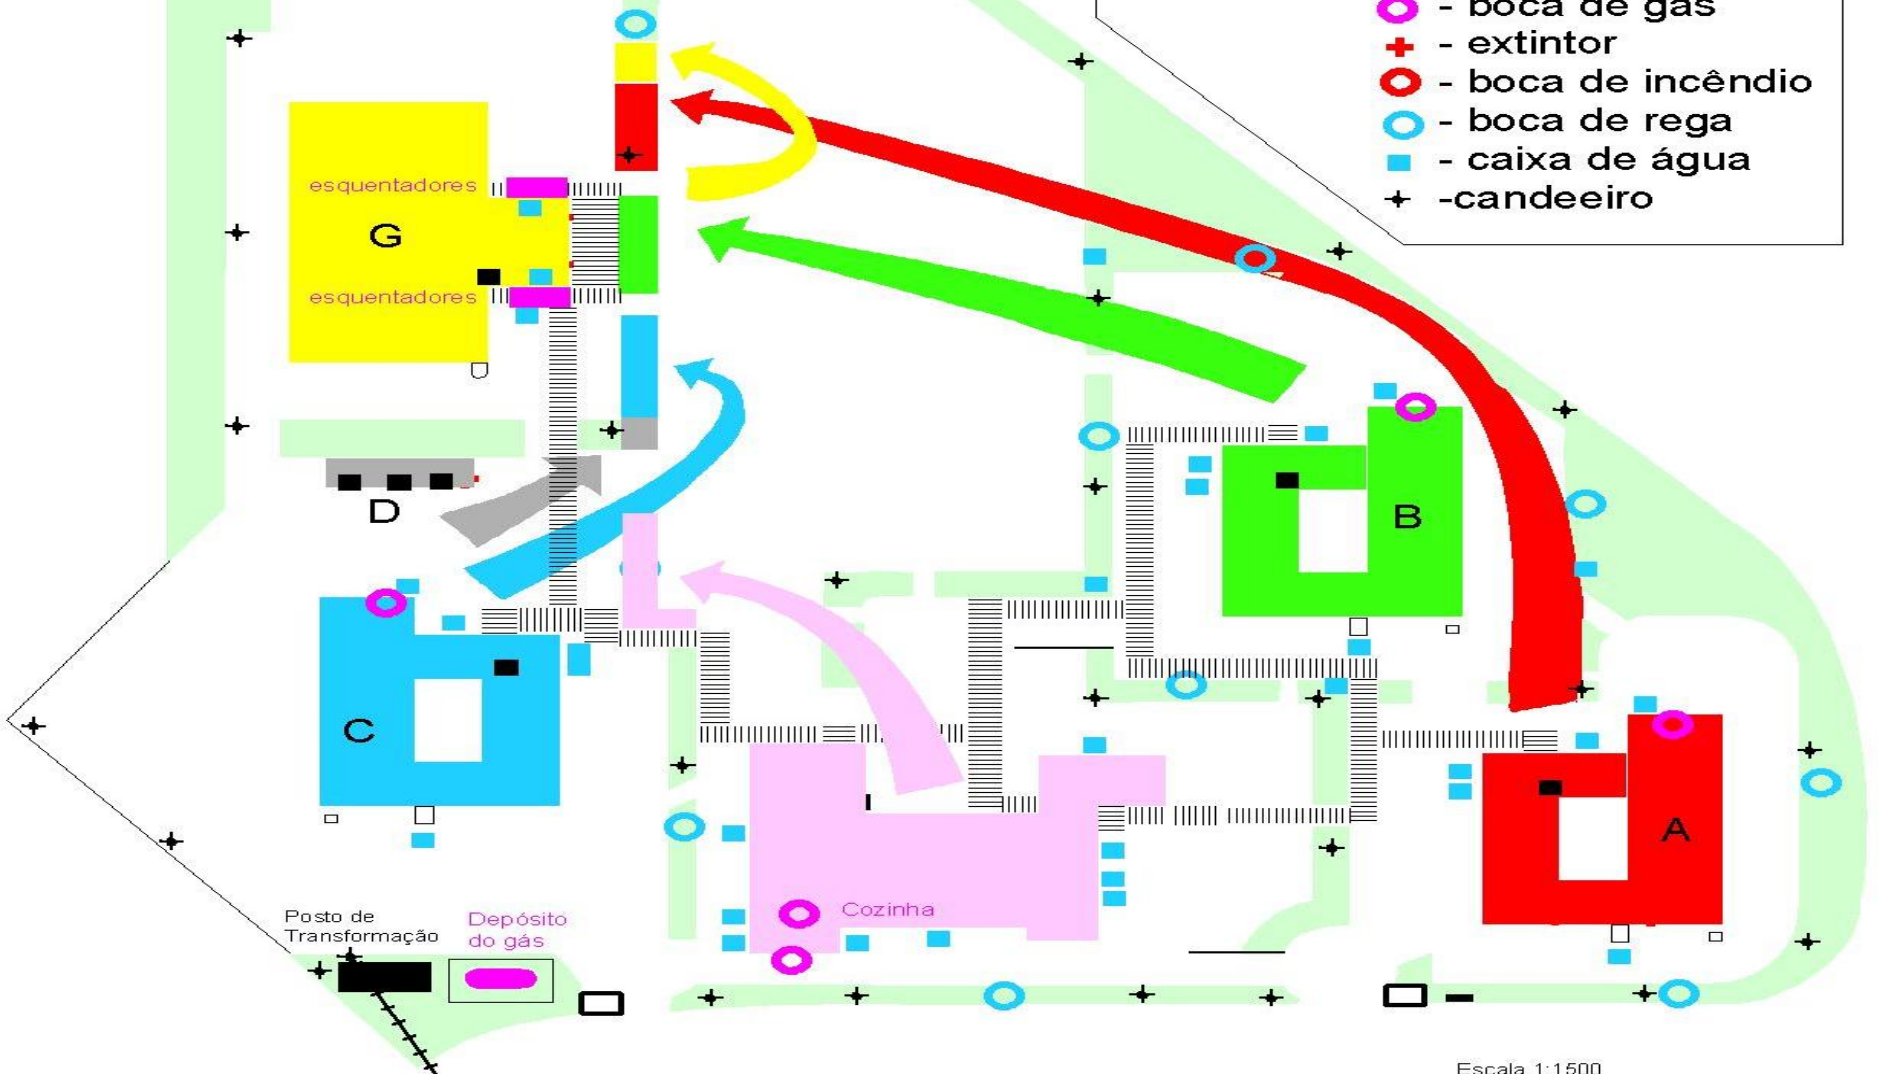 - boca de gás
- extintor
- boca de incêndio
- boca de rega
- caixa de água
-candeeiro
esquentadores
G
esquentadores
D
B
C
A
Cozinha
Posto de
Transformação
Depósito
do gás
Escala 1:1500